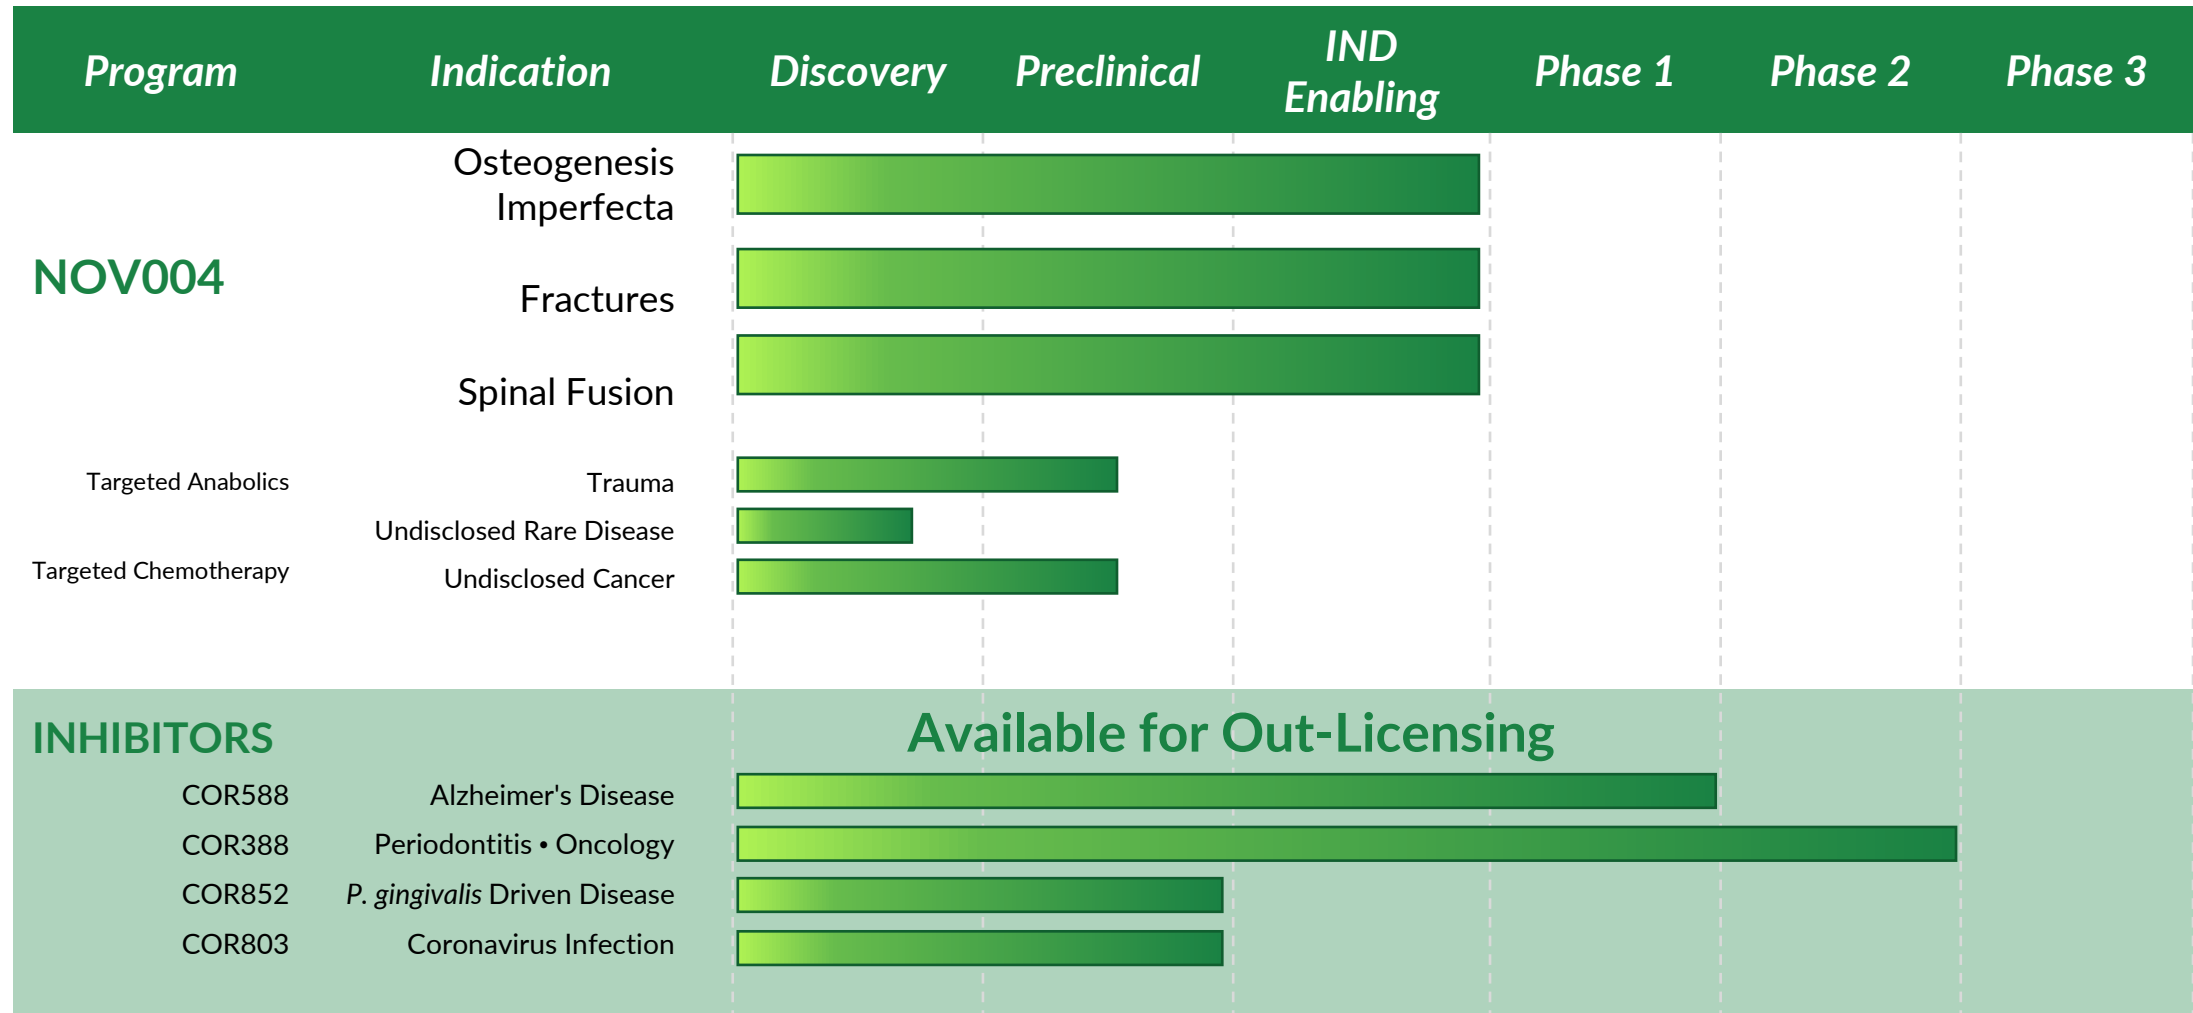 Program
Indication
Discovery
Preclinical
IND
Enabling
Phase 1
Phase 2
Phase 3
NOV004
Osteogenesis
Imperfecta
Fractures
Spinal Fusion
Targeted Anabolics
Trauma
Undisclosed Rare Disease
Targeted Chemotherapy
Undisclosed Cancer
INHIBITORS
Available for Out-Licensing
COR588
Alzheimer's Disease
COR388
Periodontitis • Oncology
COR852
P. gingivalis Driven Disease
COR803
Coronavirus Infection